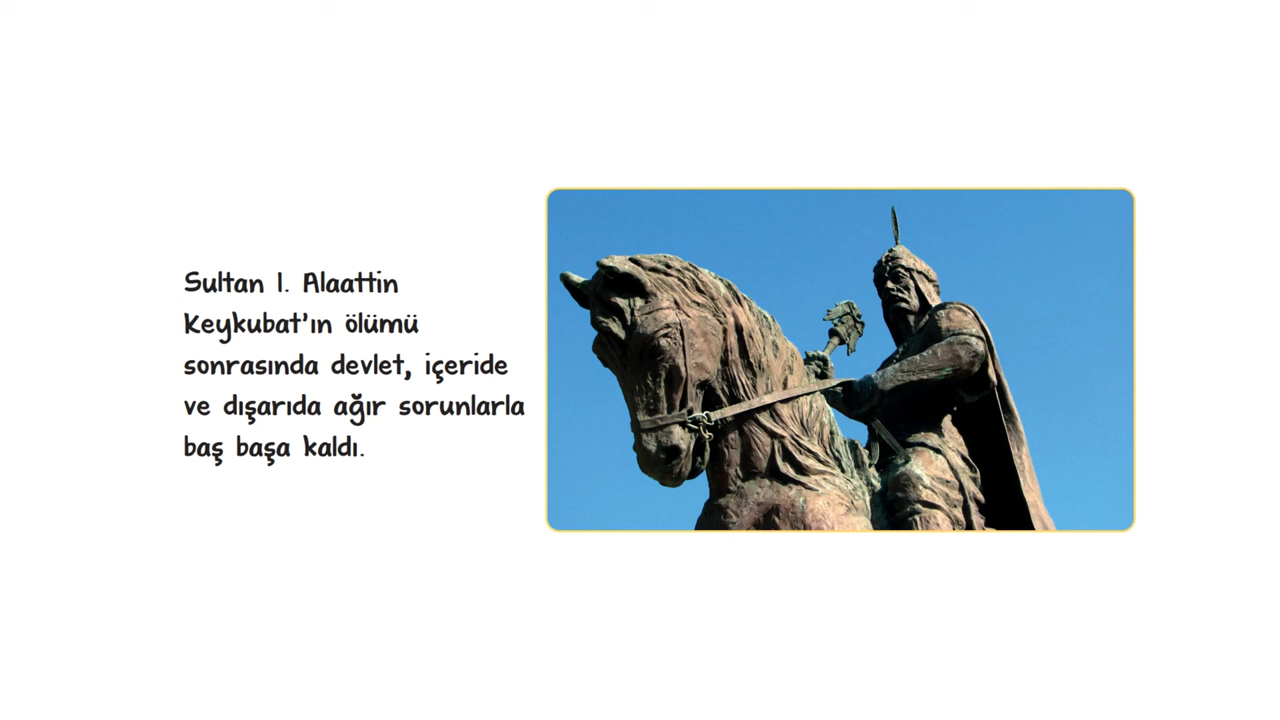 Sultan I. Alaattin
Keykubat'ın ölümü
sonrasında devlet, içeride
ve dışarıda ağır sorunlarla
baş başa kaldı.